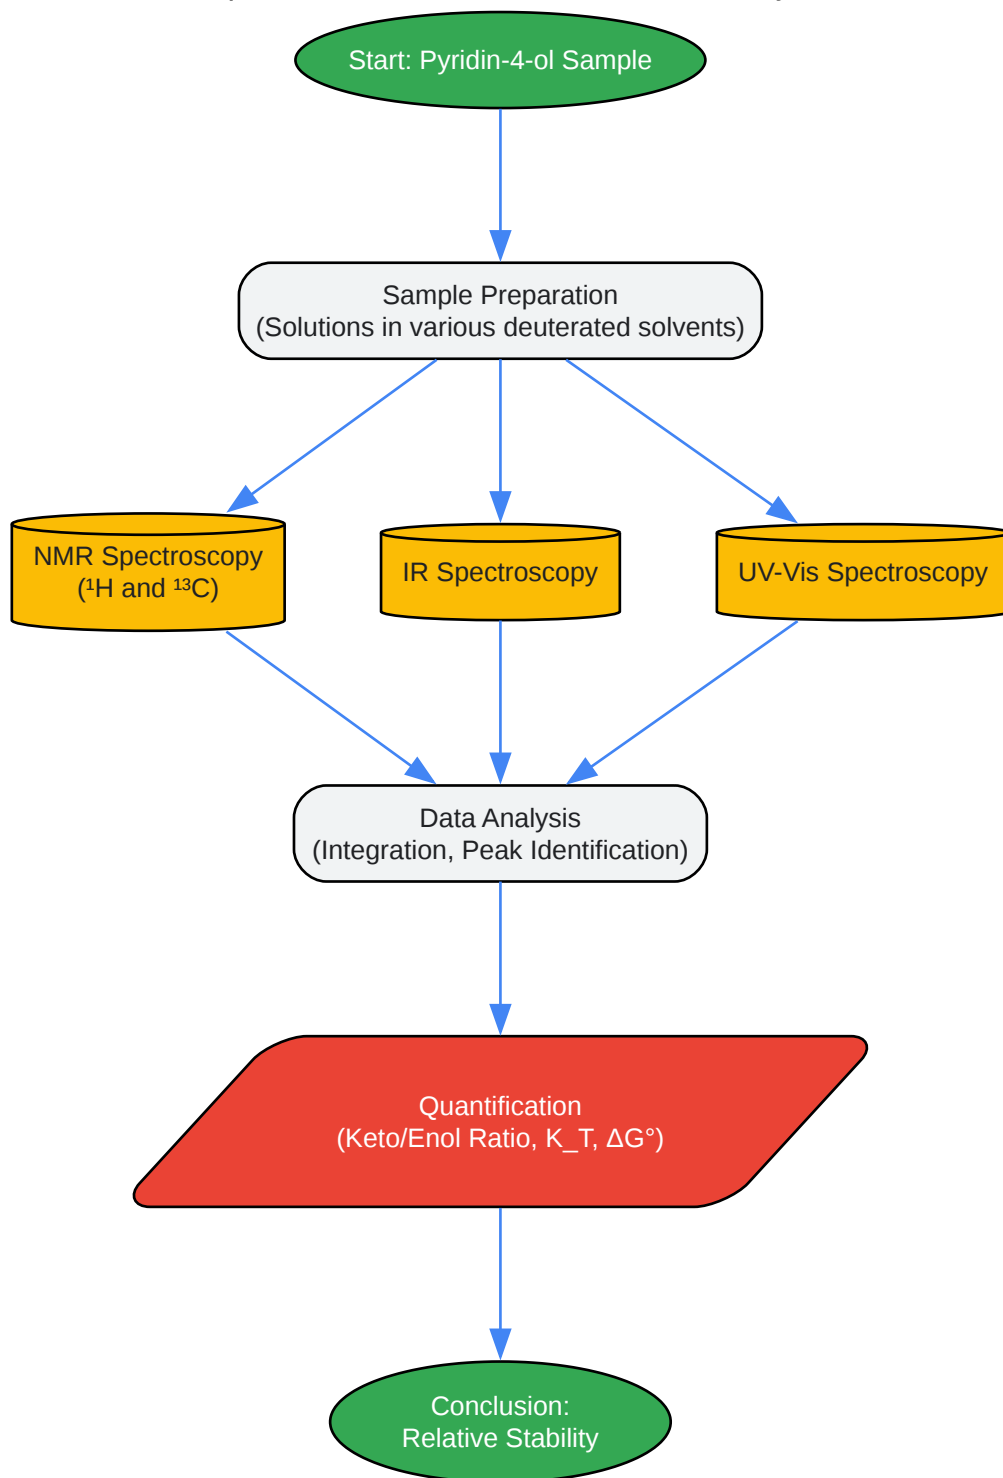 Start: Pyridin-4-ol Sample
Sample Preparation
(Solutions in various deuterated solvents)
NMR Spectroscopy
(¹H and ¹³C)
IR Spectroscopy
UV-Vis Spectroscopy
Data Analysis
(Integration, Peak Identification)
Quantification
(Keto/Enol Ratio, K_T, ΔG°)
Conclusion:
Relative Stability